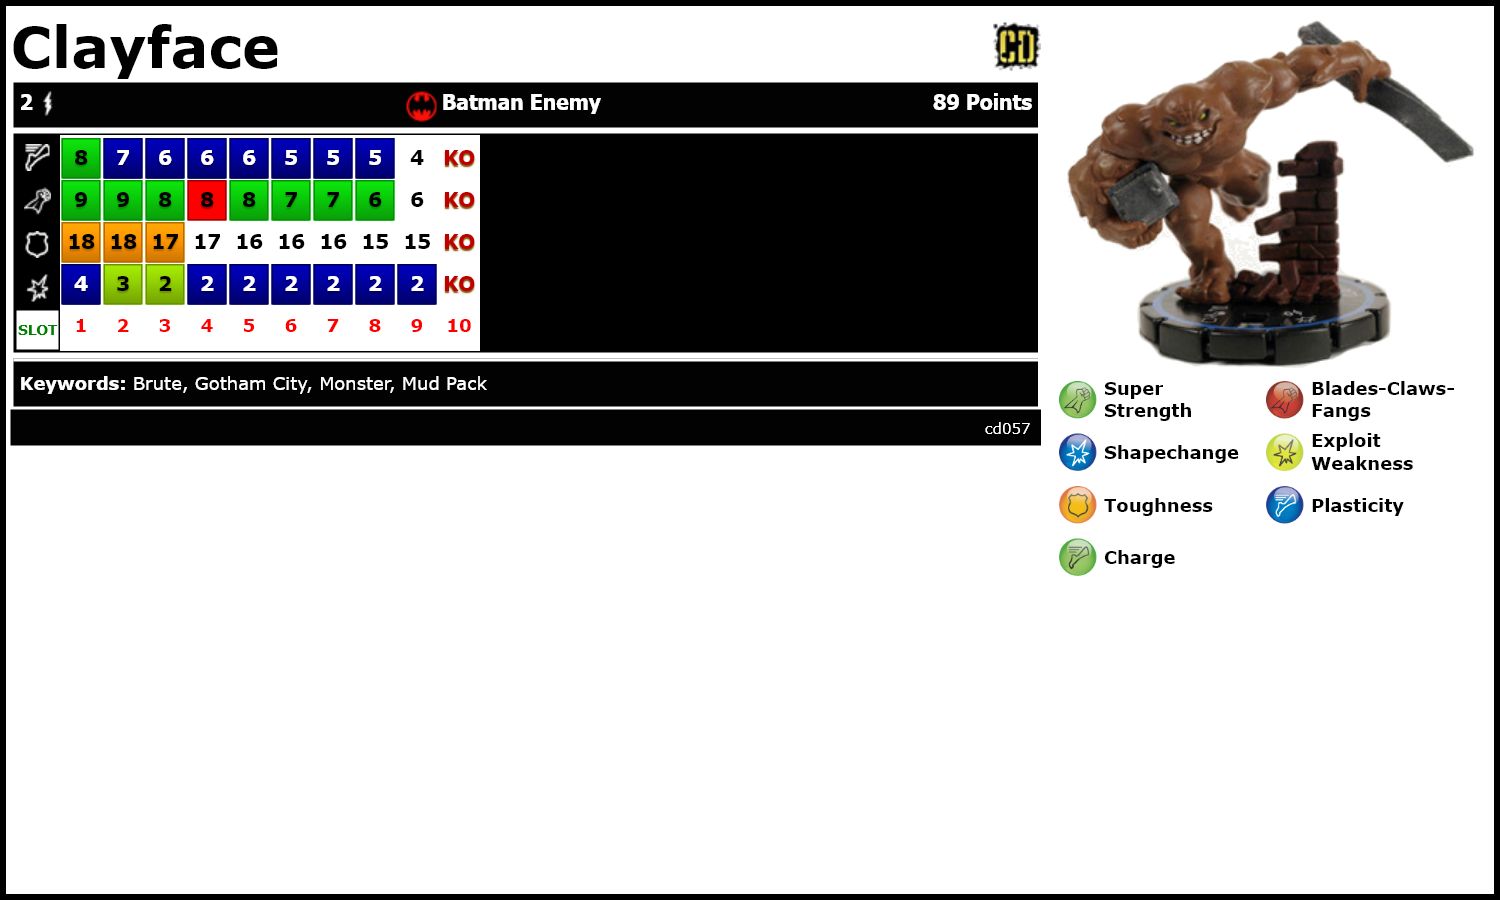 Clayface
CD
2 Batman Enemy 89 Points
8 7 6 6 6 5 5 5 4 KO
9 9 8 8 8 7 7 6 6 KO
18 18 17 17 16 16 16 15 15 KO
4 3 2 2 2 2 2 2 2 KO
SLOT 1 2 3 4 5 6 7 8 9 10
Keywords: Brute, Gotham City, Monster, Mud Pack
cd057
Super
Strength
Blades-Claws-
Fangs
Shapechange
Exploit
Weakness
Toughness
Plasticity
Charge